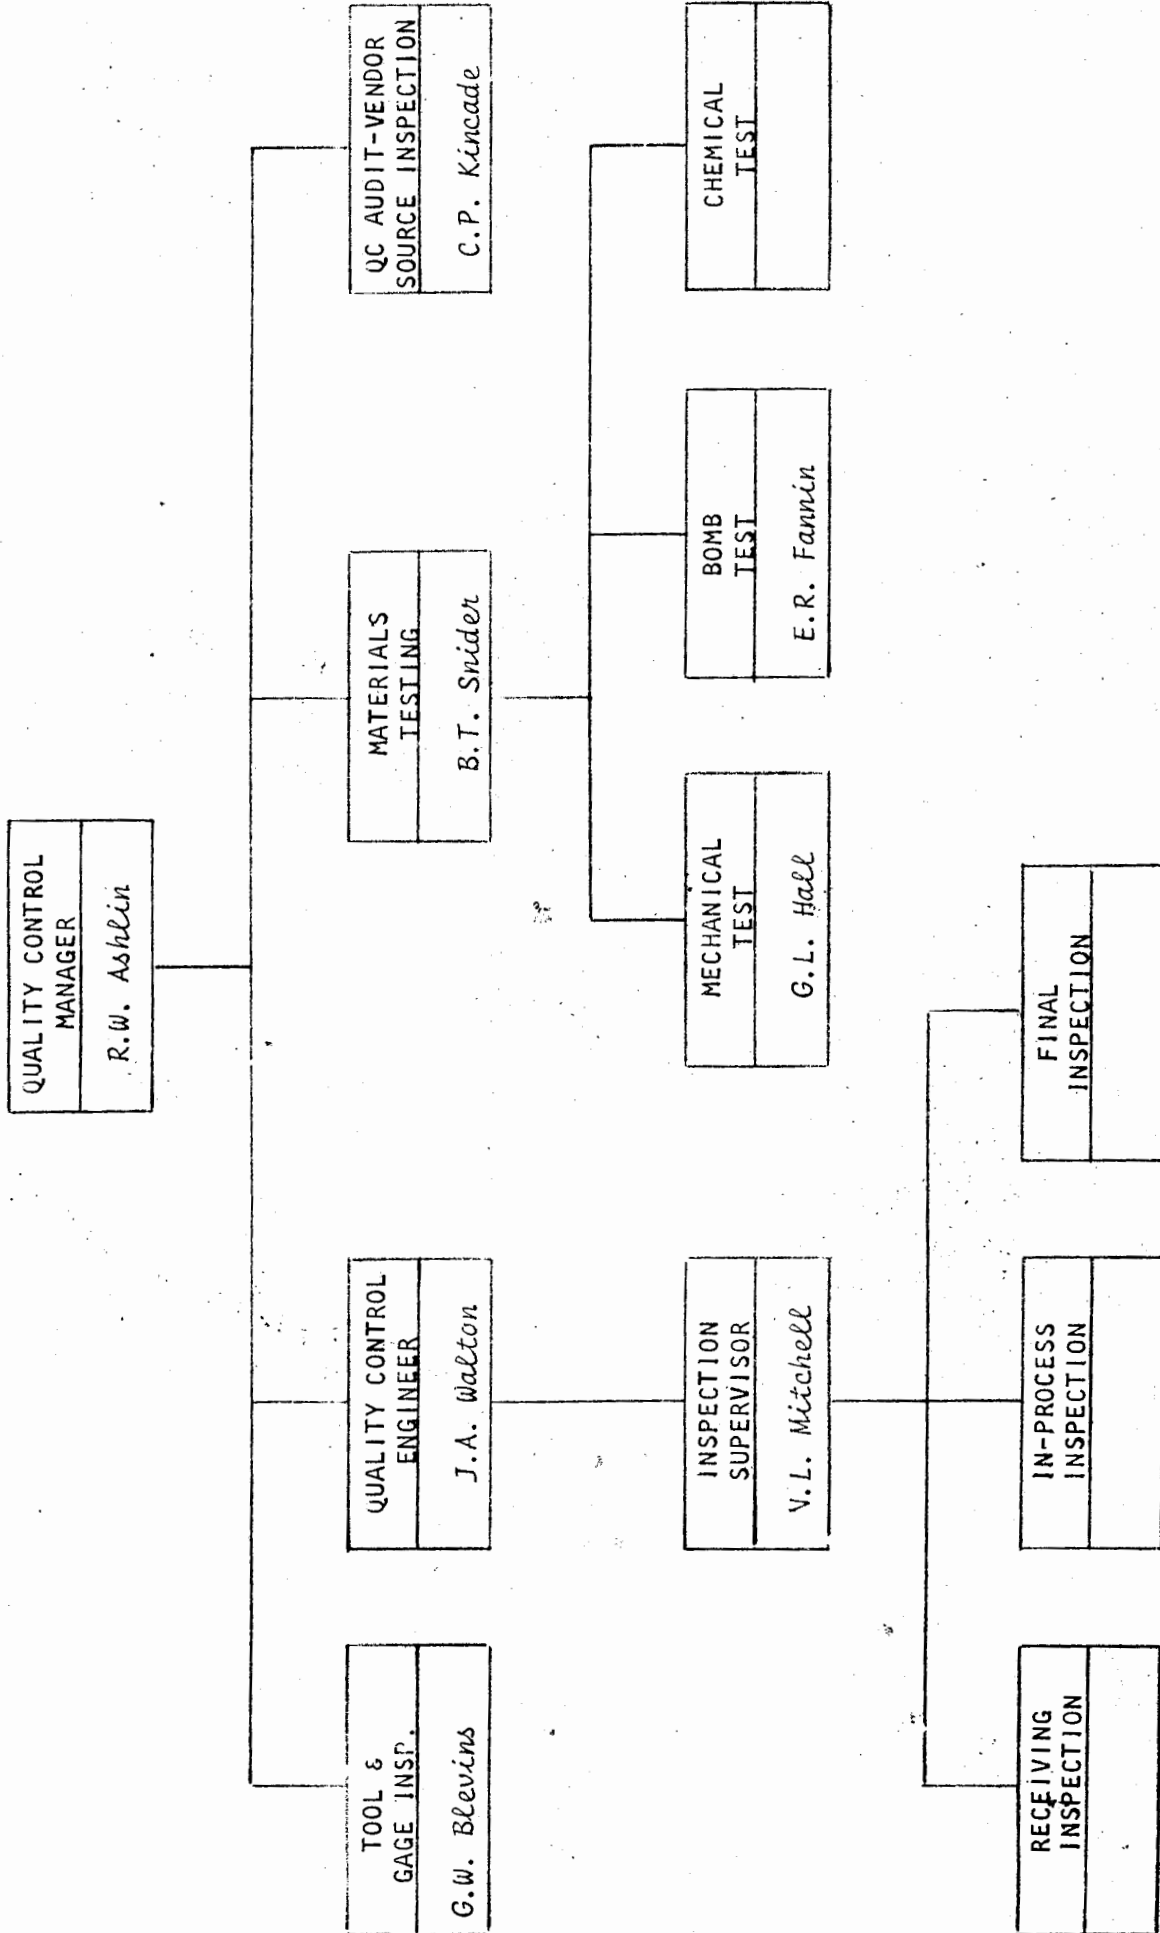 QUALITY CONTROL
MANAGER
R.W. Ashlin
TOOL &
GAGE INSP.
G.W. Blevins
QUALITY CONTROL
ENGINEER
J.A. Walton
MATERIALS
TESTING
B.T. Snider
QC AUDIT-VENDOR
SOURCE INSPECTION
C.P. Kincade
INSPECTION
SUPERVISOR
V.L. Mitchell
MECHANICAL
TEST
G.L. Hall
BOMB
TEST
E.R. Fannin
CHEMICAL
TEST
RECEIVING
INSPECTION
IN-PROCESS
INSPECTION
FINAL
INSPECTION